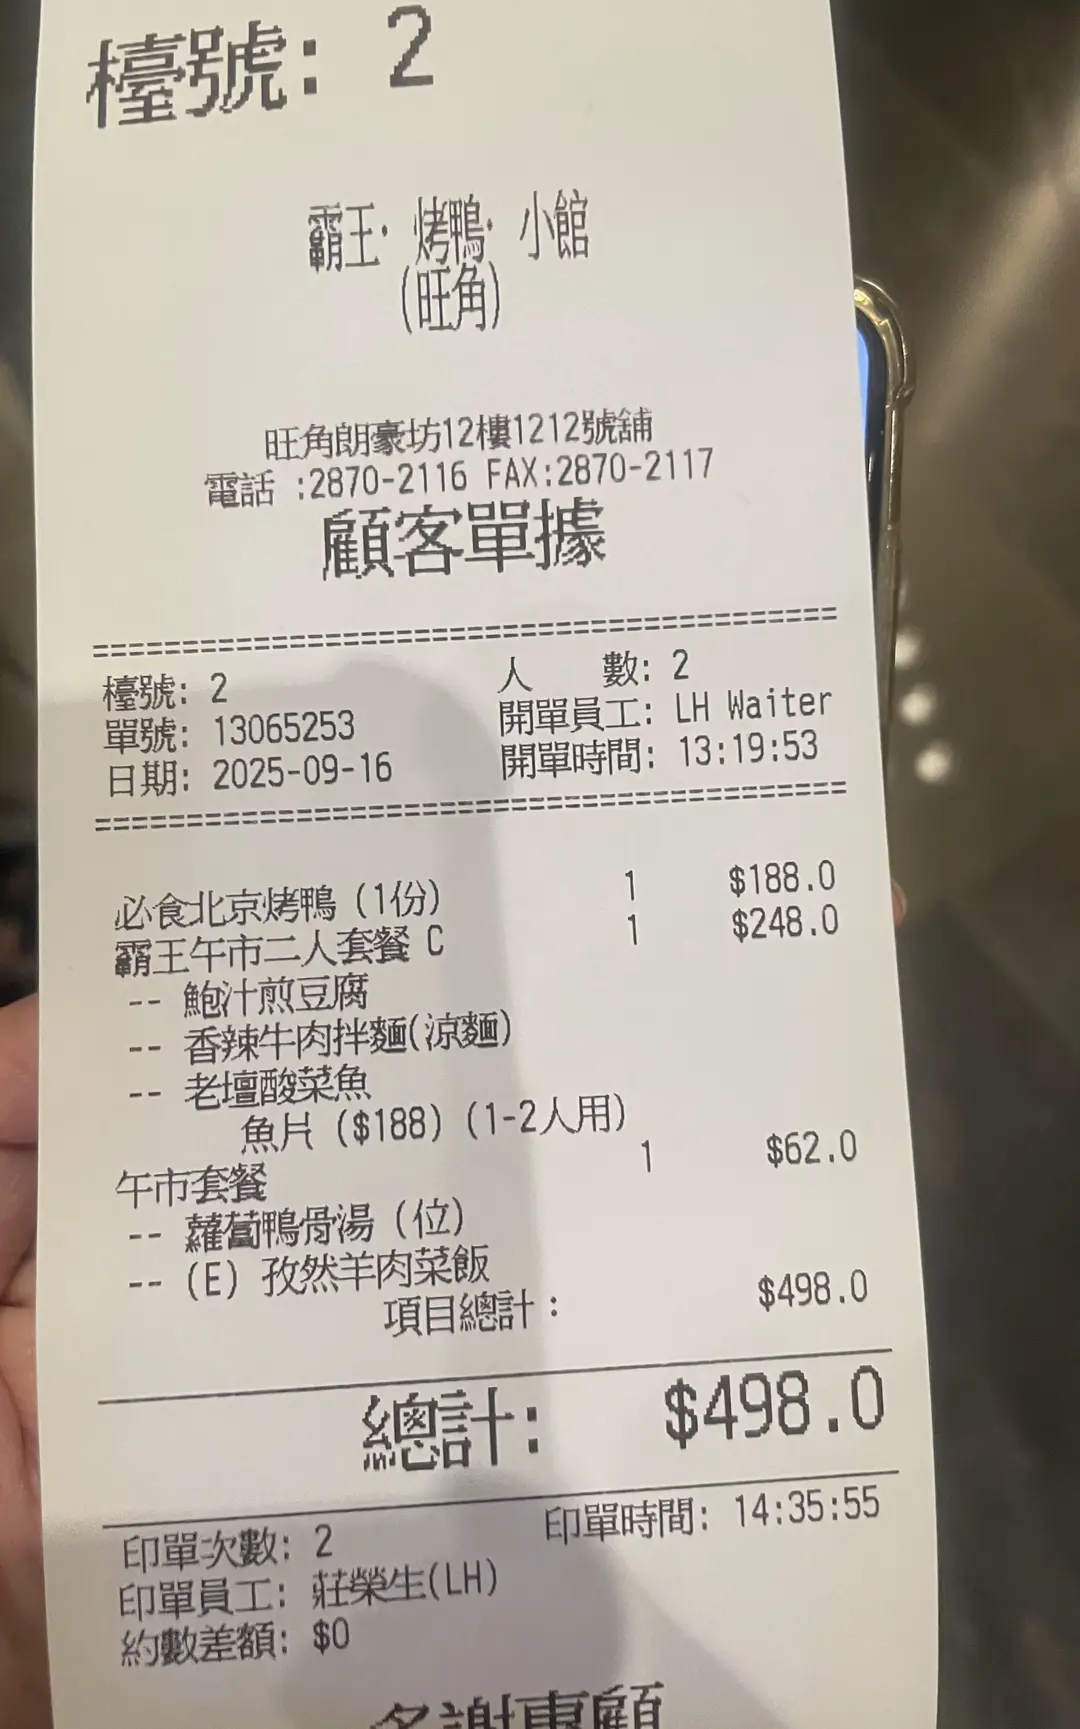 檯號: 2
霸王· 烤鴨· 小館
(旺角)
旺角朗豪坊12樓1212號舖
電話 :2870-2116 FAX:2870-2117
顧客單據
======================================
檯號: 2 人 數: 2
單號: 13065253 開單員工: LH Waiter
日期: 2025-09-16 開單時間: 13:19:53
======================================
必食北京烤鴨 (1份) 1 $188.0
霸王午市二人套餐 C 1 $248.0
-- 鮑汁煎豆腐
-- 香辣牛肉拌麵(涼麵)
-- 老壇酸菜魚
魚片 ($188) (1-2人用)
午市套餐 1 $62.0
-- 蘿蔔鴨骨湯 (位)
-- (E) 孜然羊肉菜飯
項目總計: $498.0
總計: $498.0
印單次數: 2 印單時間: 14:35:55
印單員工: 莊榮生(LH)
約數差額: $0
多謝惠顧